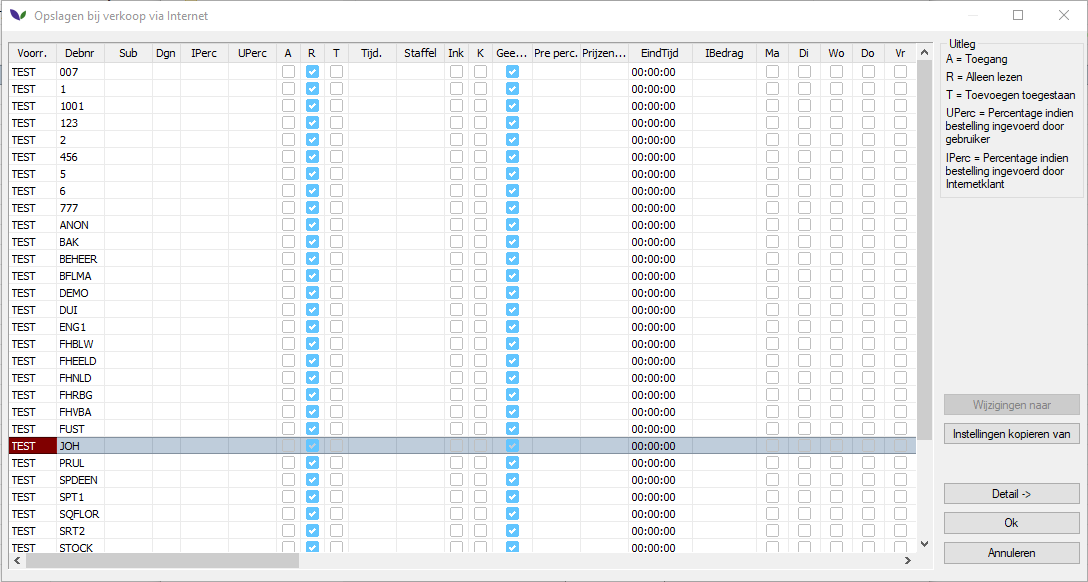 Opslagen bij verkoop via Internet
Voorr. Debnr Sub Dgn IPerc UPerc A R T Tijd. Staffel Ink K Gee... Pre perc. Prijzen... EindTijd IBedrag Ma Di Wo Do Vr
TEST 007 00:00:00
TEST 1 00:00:00
TEST 1001 00:00:00
TEST 123 00:00:00
TEST 2 00:00:00
TEST 456 00:00:00
TEST 5 00:00:00
TEST 6 00:00:00
TEST 777 00:00:00
TEST ANON 00:00:00
TEST BAK 00:00:00
TEST BEHEER 00:00:00
TEST BFLMA 00:00:00
TEST DEMO 00:00:00
TEST DUI 00:00:00
TEST ENG1 00:00:00
TEST FHBLW 00:00:00
TEST FHEELD 00:00:00
TEST FHNLD 00:00:00
TEST FHRBG 00:00:00
TEST FHVBA 00:00:00
TEST FUST 00:00:00
TEST JOH 00:00:00
TEST PRUL 00:00:00
TEST SPDEEN 00:00:00
TEST SPT1 00:00:00
TEST SQFLOR 00:00:00
TEST SRT2 00:00:00
TEST STOCK 00:00:00
Uitleg
A = Toegang
R = Alleen lezen
T = Toevoegen toegestaan
UPerc = Percentage indien
bestelling ingevoerd door
gebruiker
IPerc = Percentage indien
bestelling ingevoerd door
Internetklant
Wijzigingen naar
Instellingen kopieren van
Detail ->
Ok
Annuleren